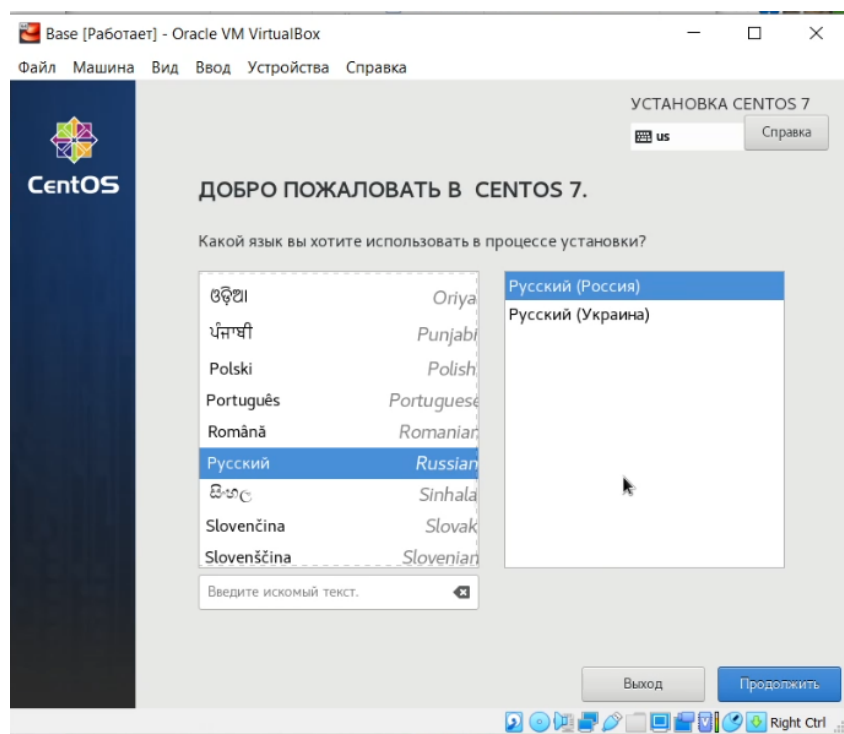 Base [Работает] - Oracle VM VirtualBox
Файл Машина Вид Ввод Устройства Справка
УСТАНОВКА CENTOS 7
us
Справка
CentOS
ДОБРО ПОЖАЛОВАТЬ В CENTOS 7.
Какой язык вы хотите использовать в процессе установки?
ଓଡ଼ିଆ Oriya
ਪੰਜਾਬੀ Punjabi
Polski Polish
Português Portuguese
Română Romanian
Русский Russian
සිංහල Sinhala
Slovenčina Slovak
Slovenščina Slovenian
Русский (Россия)
Русский (Украина)
Введите искомый текст.
Выход
Продолжить
Right Ctrl